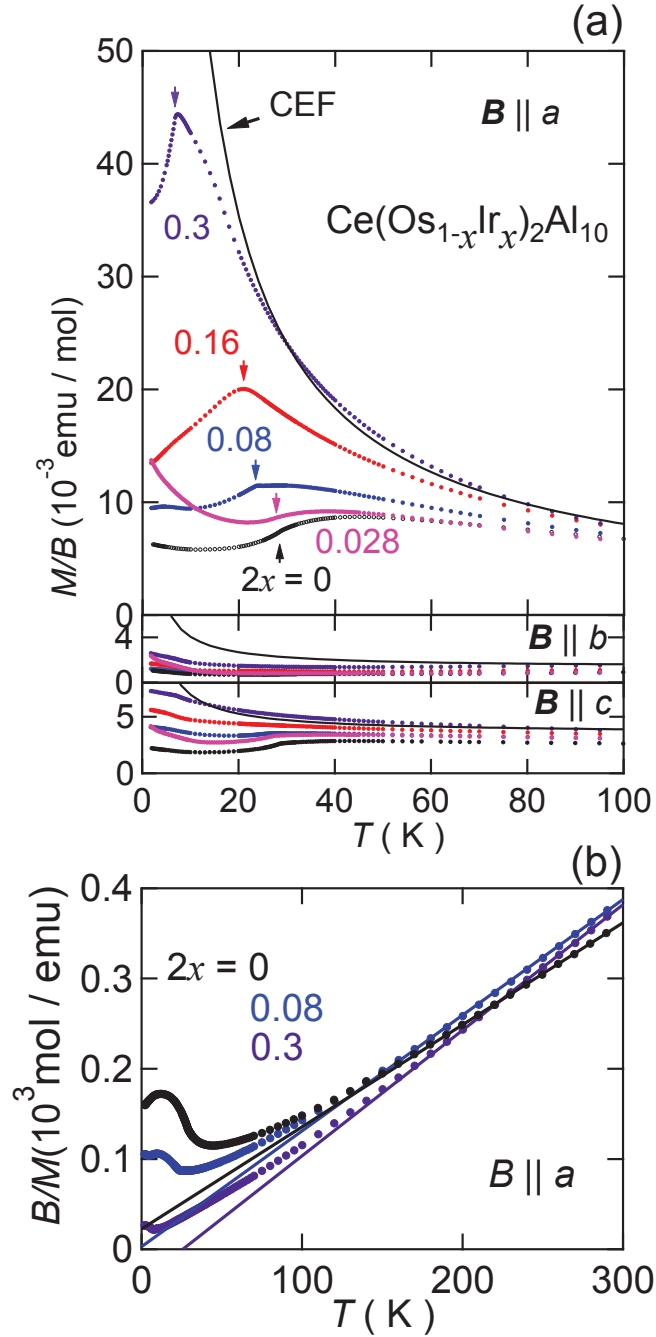 (a)
50
CEF
B || a
40
0.3
Ce(Os1-xIrx)2Al10
30
M/B (10-3 emu / mol)
0.16
20
0.08
10
0.028
2x = 0
0
4
B || b
0
5
B || c
0
0 20 40 60 80 100
T ( K )
(b)
0.4
2x = 0
0.3
0.08
0.3
B/M(103mol / emu)
0.2
0.1
B || a
0
0 100 200 300
T ( K )